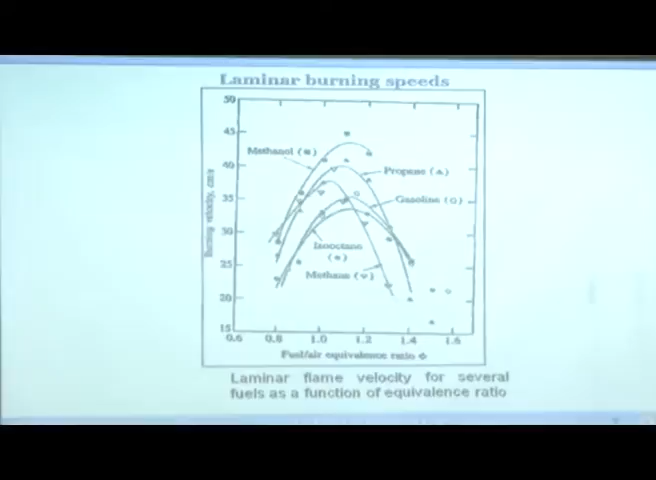 Laminar burning speeds
50
45
Methanol (■)
40
Propane (▲)
35
Gasoline (○)
30
Isooctane
(●)
25
Methane (▽)
20
15
0.6 0.8 1.0 1.2 1.4 1.6
Burning velocity, cm/s
Fuel/air equivalence ratio ϕ
Laminar flame velocity for several
fuels as a function of equivalence ratio